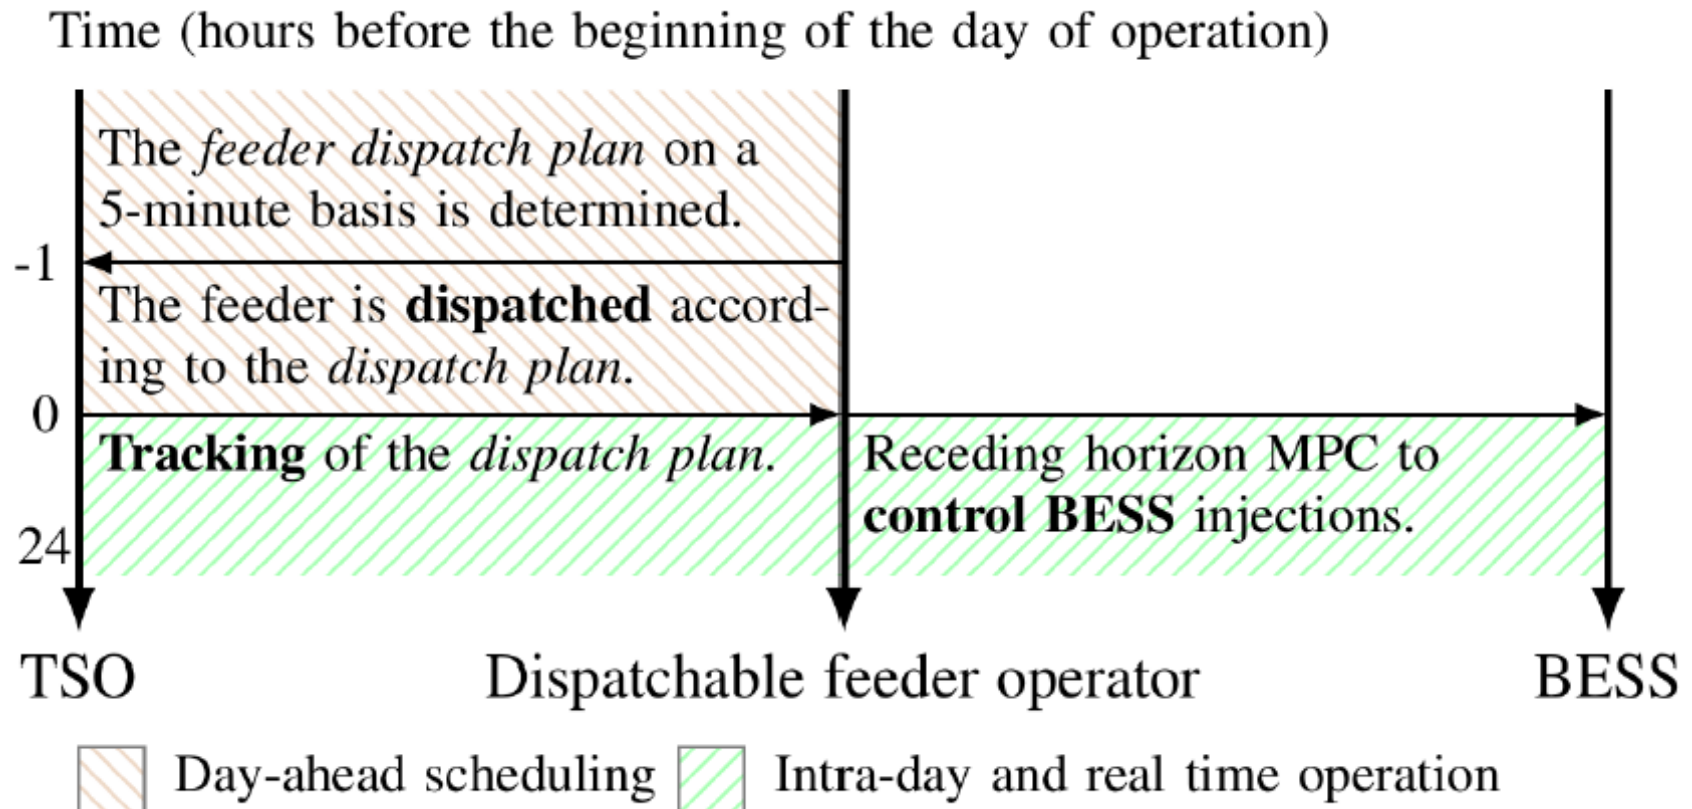 Time (hours before the beginning of the day of operation)
The feeder dispatch plan on a
5-minute basis is determined.
-1
The feeder is dispatched accord-
ing to the dispatch plan.
0
Tracking of the dispatch plan.
Receding horizon MPC to
control BESS injections.
24
TSO
Dispatchable feeder operator
BESS
Day-ahead scheduling
Intra-day and real time operation